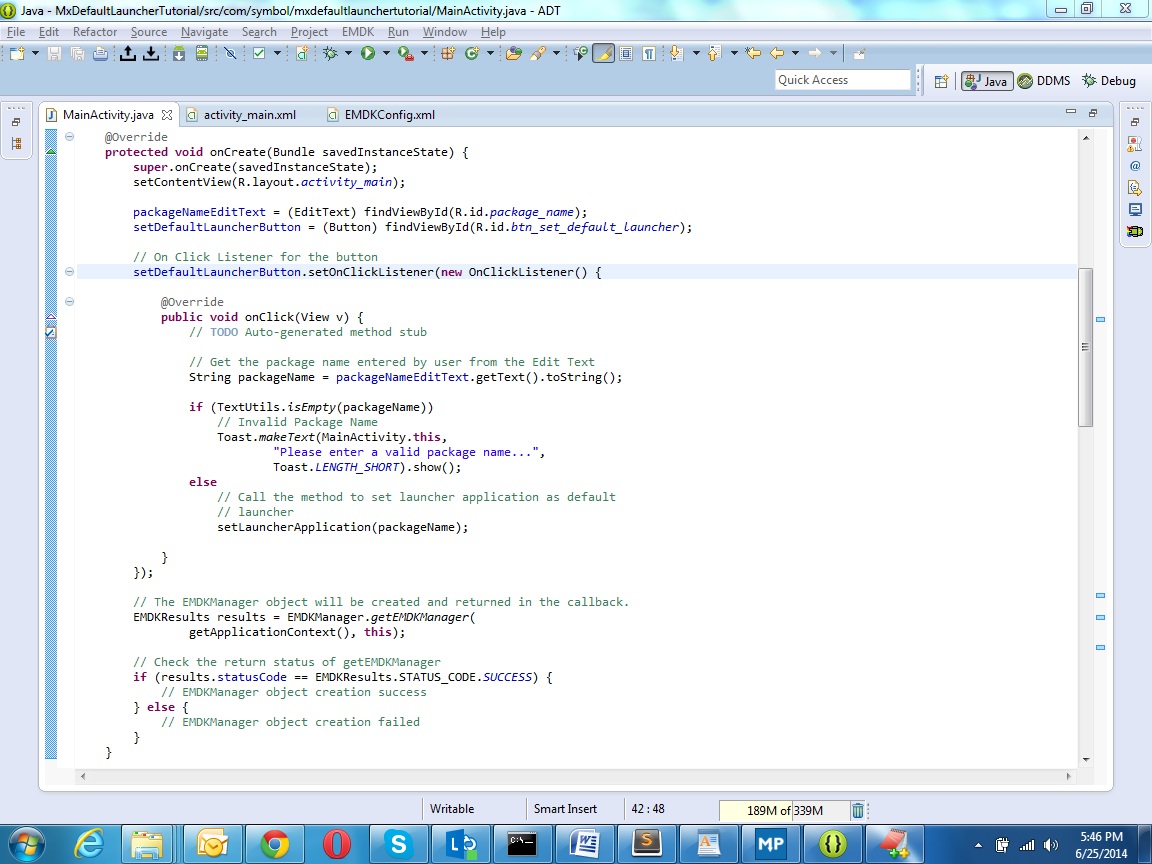 Java - MxDefaultLauncherTutorial/src/com/symbol/mxdefaultlaunchertutorial/MainActivity.java - ADT
File Edit Refactor Source Navigate Search Project EMDK Run Window Help
Quick Access
Java DDMS Debug
MainActivity.java activity_main.xml EMDKConfig.xml
@Override
protected void onCreate(Bundle savedInstanceState) {
super.onCreate(savedInstanceState);
setContentView(R.layout.activity_main);
packageNameEditText = (EditText) findViewById(R.id.package_name);
setDefaultLauncherButton = (Button) findViewById(R.id.btn_set_default_launcher);
// On Click Listener for the button
setDefaultLauncherButton.setOnClickListener(new OnClickListener() {
@Override
public void onClick(View v) {
// TODO Auto-generated method stub
// Get the package name entered by user from the Edit Text
String packageName = packageNameEditText.getText().toString();
if (TextUtils.isEmpty(packageName))
// Invalid Package Name
Toast.makeText(MainActivity.this,
"Please enter a valid package name...",
Toast.LENGTH_SHORT).show();
else
// Call the method to set launcher application as default
// launcher
setLauncherApplication(packageName);
}
});
// The EMDKManager object will be created and returned in the callback.
EMDKResults results = EMDKManager.getEMDKManager(
getApplicationContext(), this);
// Check the return status of getEMDKManager
if (results.statusCode == EMDKResults.STATUS_CODE.SUCCESS) {
// EMDKManager object creation success
} else {
// EMDKManager object creation failed
}
}
Writable Smart Insert 42 : 48 189M of 339M
MP
5:46 PM
6/25/2014